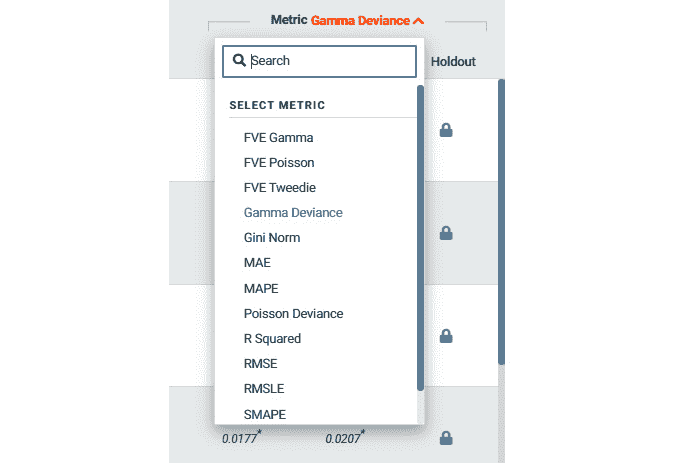 Metric Gamma Deviance
Search
Holdout
SELECT METRIC
FVE Gamma
FVE Poisson
FVE Tweedie
Gamma Deviance
Gini Norm
MAE
MAPE
Poisson Deviance
R Squared
RMSE
RMSLE
SMAPE
0.0177* 0.0207*